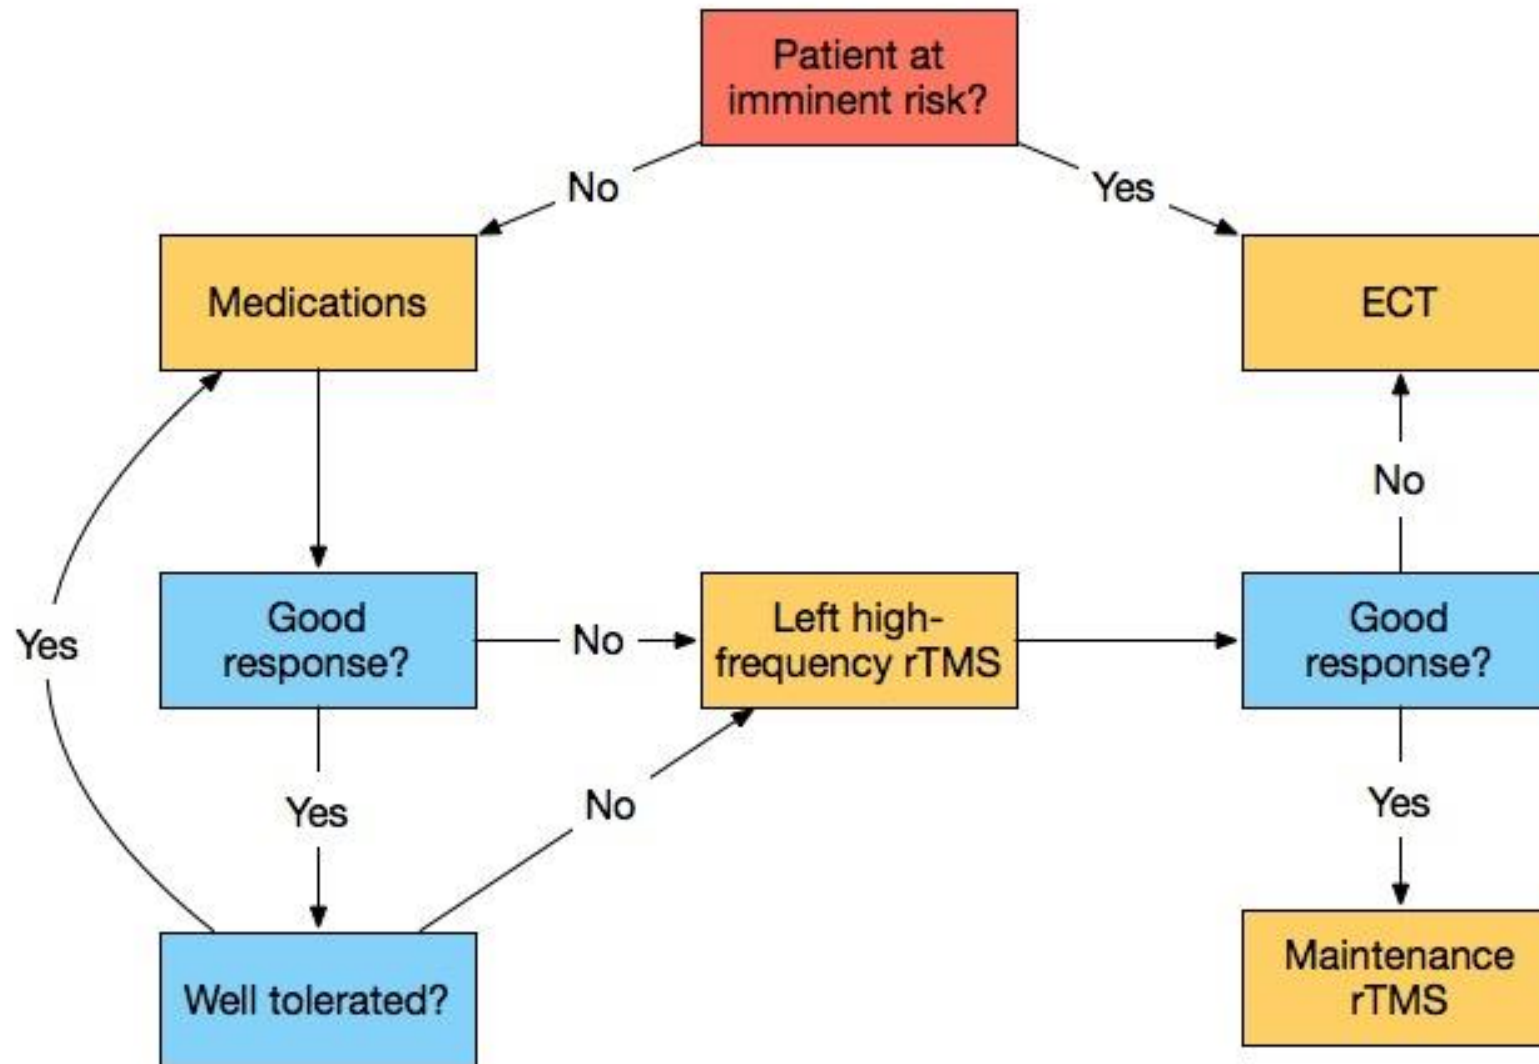 Patient at
imminent risk?
No
Yes
Medications
ECT
No
Yes
Good
response?
No
Left high-
frequency rTMS
Good
response?
Yes
No
Yes
Well tolerated?
Maintenance
rTMS